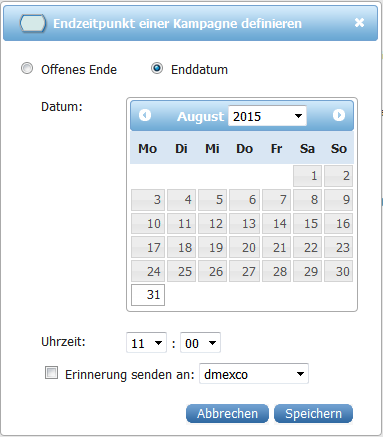 Endzeitpunkt einer Kampagne definieren
Offenes Ende Enddatum
Datum:
August 2015
Mo Di Mi Do Fr Sa So
1 2
3 4 5 6 7 8 9
10 11 12 13 14 15 16
17 18 19 20 21 22 23
24 25 26 27 28 29 30
31
Uhrzeit: 11 : 00
Erinnerung senden an: dmexco
Abbrechen Speichern